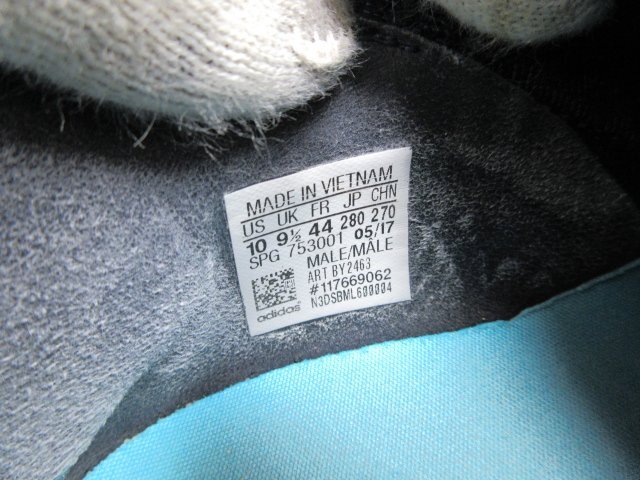 MADE IN VIETNAM
US UK FR JP CHN
10 9½ 44 280 270
SPG 753001 05/17
MALE/MÂLE
ART BY2463
#117669062
N3DSBML600004
adidas